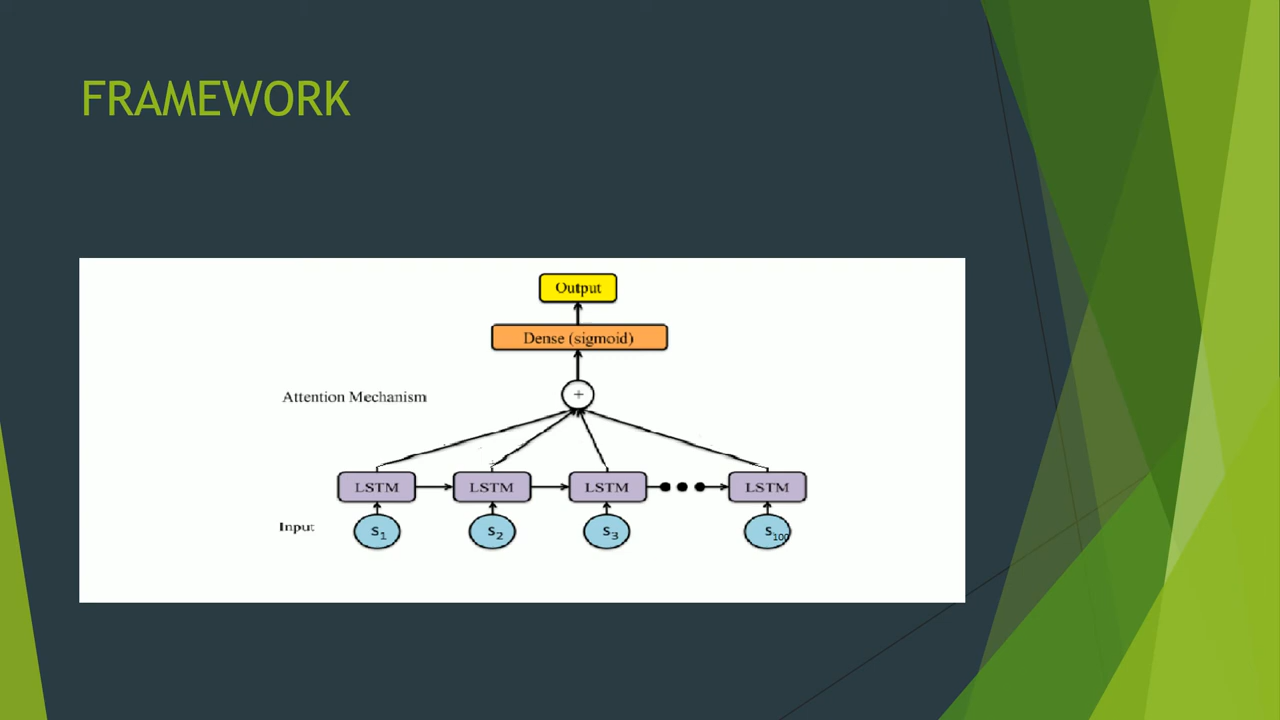 FRAMEWORK
Output
Dense (sigmoid)
+
Attention Mechanism
LSTM LSTM LSTM LSTM
Input
S1 S2 S3 S100